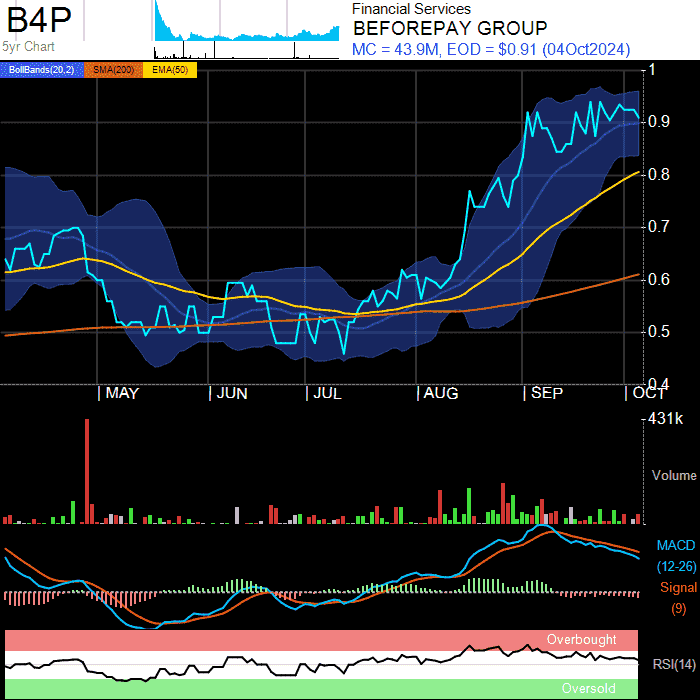 B4P
5yr Chart
Financial Services
BEFOREPAY GROUP
MC = 43.9M, EOD = $0.91 (04Oct2024)
BollBands(20,2) SMA(200) EMA(50)
1
0.9
0.8
0.7
0.6
0.5
0.4
MAY JUN JUL AUG SEP OCT
431k
Volume
MACD
(12-26)
Signal
(9)
Overbought
RSI(14)
Oversold